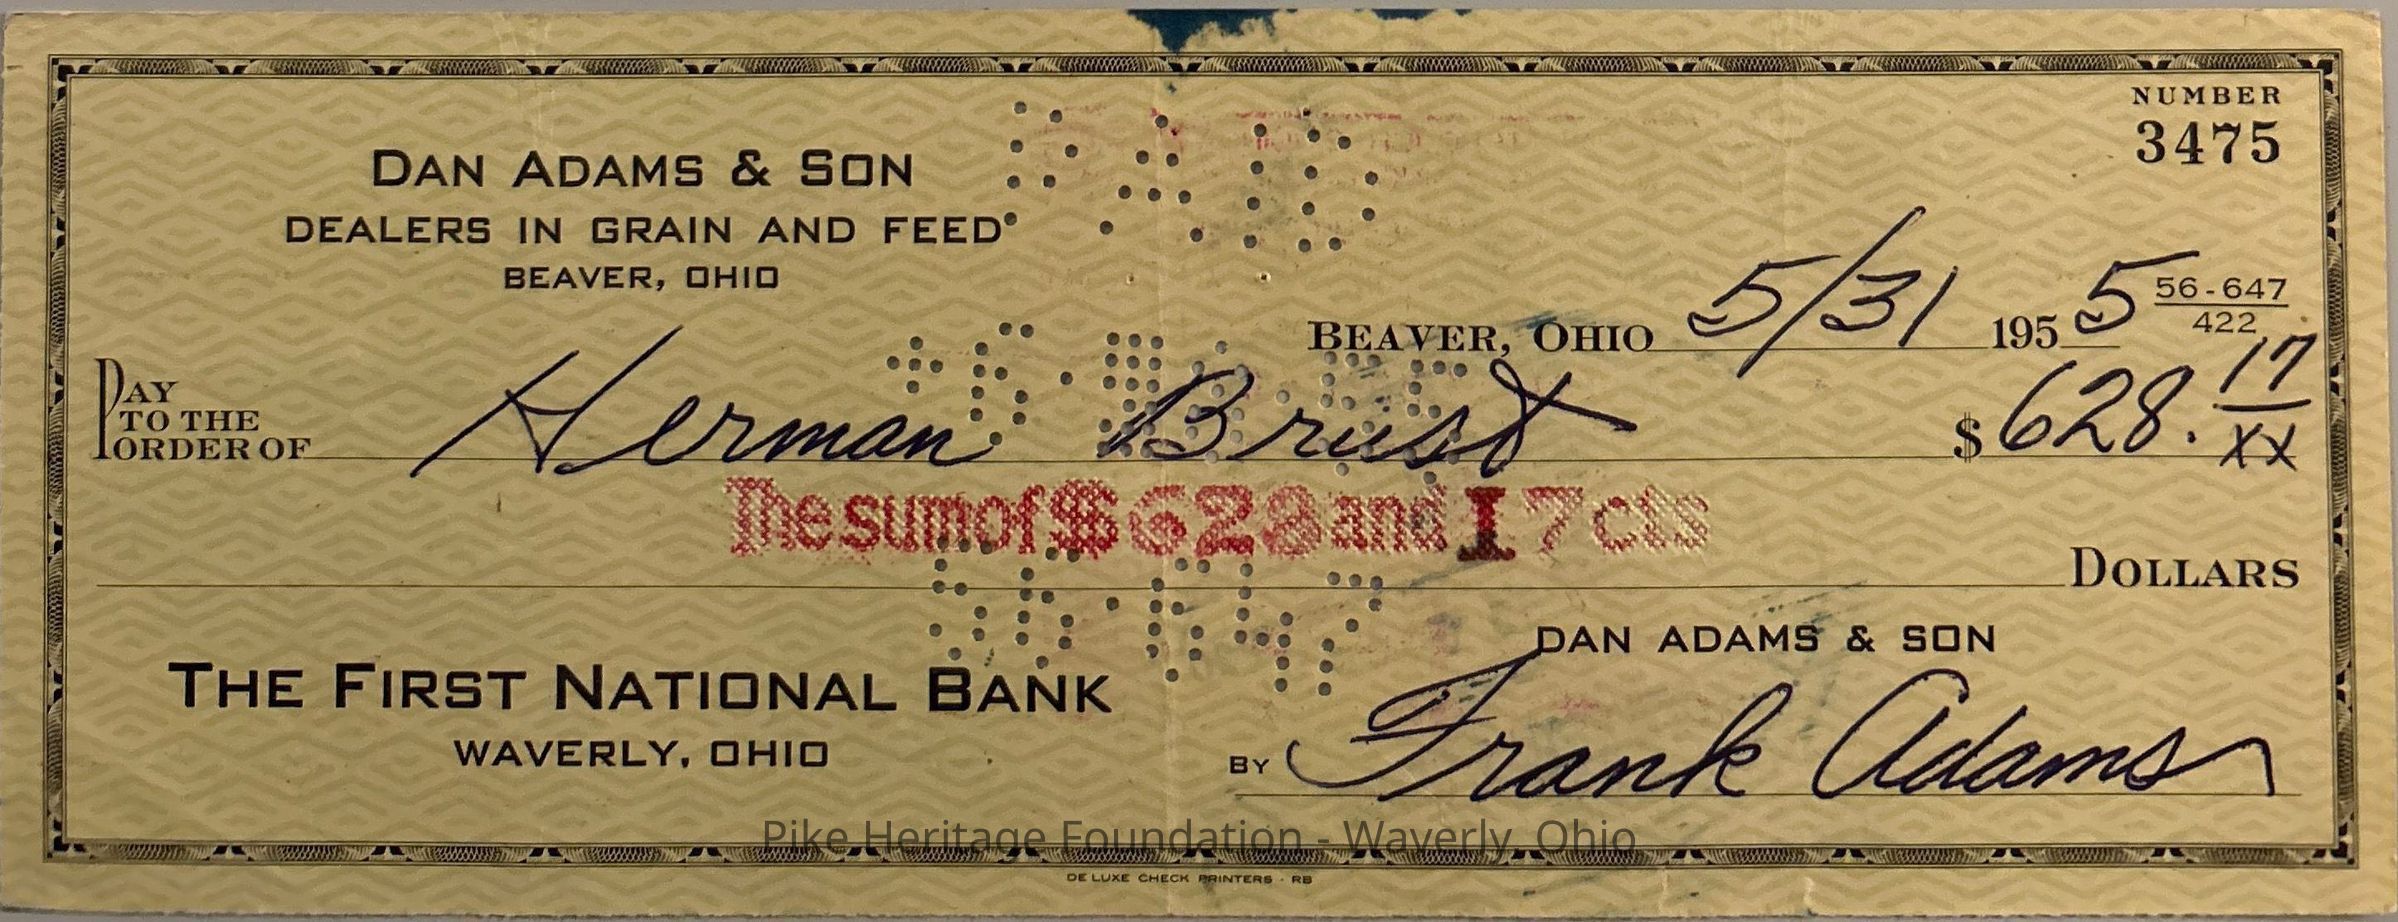 NUMBER
3475
DAN ADAMS & SON
DEALERS IN GRAIN AND FEED
BEAVER, OHIO
PAID
BEAVER, OHIO 5/31 1955 56-647
422
PAY
TO THE
ORDER OF Herman Brust $628.17
XX
The sum of $628 and 17 cts
DOLLARS
56-647
DAN ADAMS & SON
THE FIRST NATIONAL BANK
WAVERLY, OHIO
BY Frank Adams
Pike Heritage Foundation - Waverly, Ohio
DE LUXE CHECK PRINTERS · RB